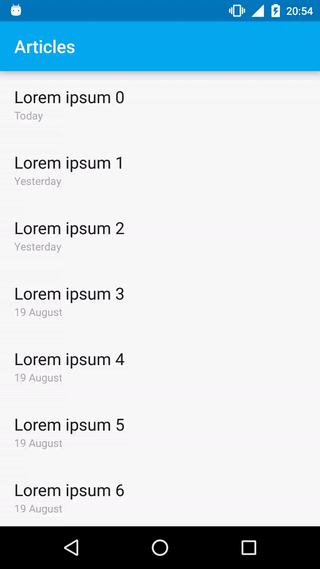 20:54
Articles
Lorem ipsum 0
Today
Lorem ipsum 1
Yesterday
Lorem ipsum 2
Yesterday
Lorem ipsum 3
19 August
Lorem ipsum 4
19 August
Lorem ipsum 5
19 August
Lorem ipsum 6
19 August